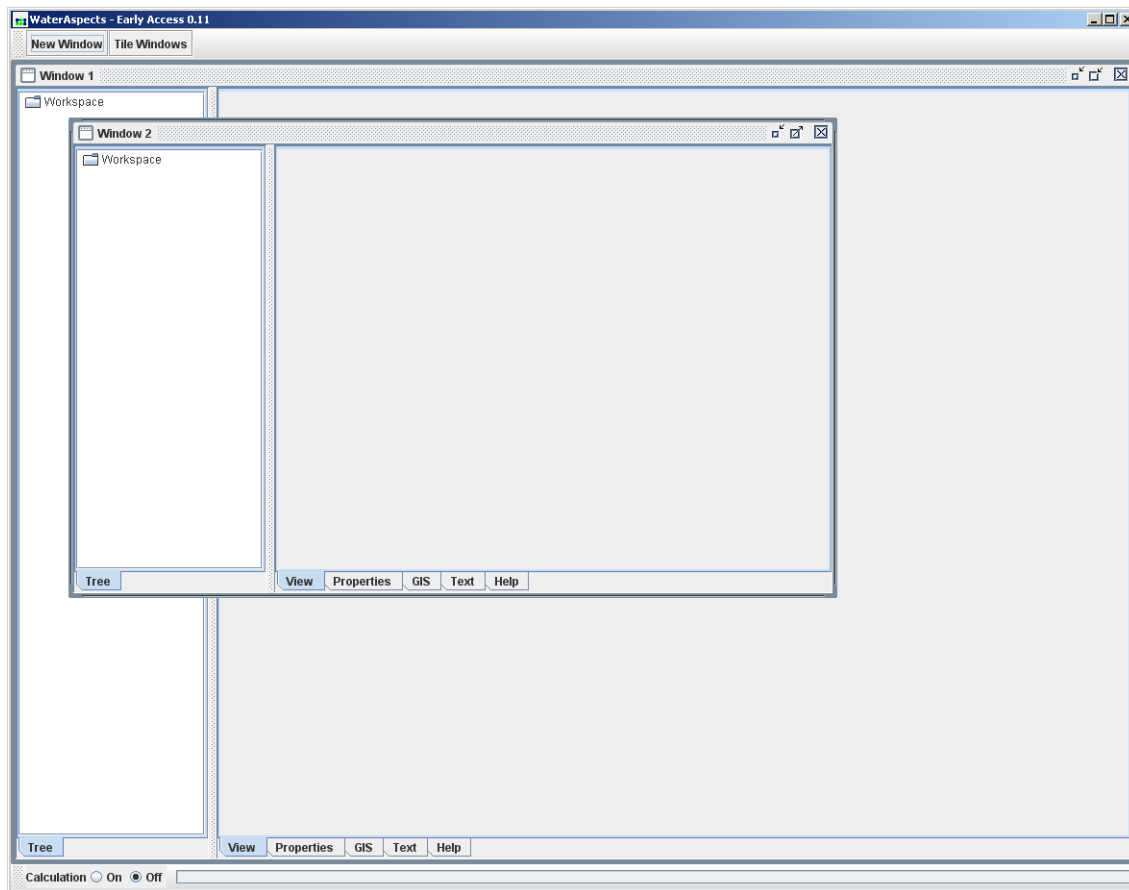 WaterAspects - Early Access 0.11
New Window Tile Windows
Window 1
Workspace
Window 2
Workspace
Tree View Properties GIS Text Help
Tree View Properties GIS Text Help
Calculation On Off